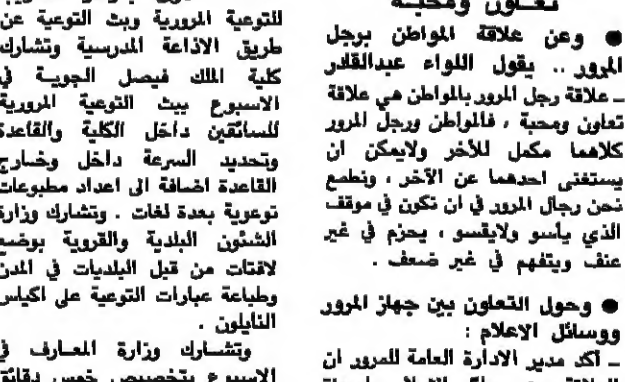 تعـاون ومحبـة
● وعن علاقة المواطن برجل
المرور .. يقول اللواء عبدالقادر
ـ علاقة رجل المرور بالمواطن هي علاقة
تعاون ومحبة ، فالمواطن ورجل المرور
كلاهما مكمل للأخر ولايمكن ان
يستغنى احدهما عن الآخر ، ونطمع
نحن رجال المرور في ان نكون في موقف
الذي يأسو ولايقسو ، يحزم في غير
عنف ويتفهم في غير ضعف .
● وحول التعاون بين جهاز المرور
ووسائل الاعلام :
ـ أكد مدير الادارة العامة للمرور ان
للتوعية المرورية وبث التوعية عن
طريق الاذاعة المدرسية وتشارك
كلية الملك فيصل الجويـة في
الاسبوع ببث التوعية المرورية
للسائقين داخل الكلية والقاعدة
وتحديد السرعة داخل وخارج
القاعدة اضافة الى اعداد مطبوعات
توعوية بعدة لغات . وتشارك وزارة
الشئون البلدية والقروية بوضع
لافتات من قبل البلديات في المدن
وطباعة عبارات التوعية على اكياس
النايلون .
وتشـارك وزارة المعـارف في
الاسبوع بتخصيص خمس دقائق